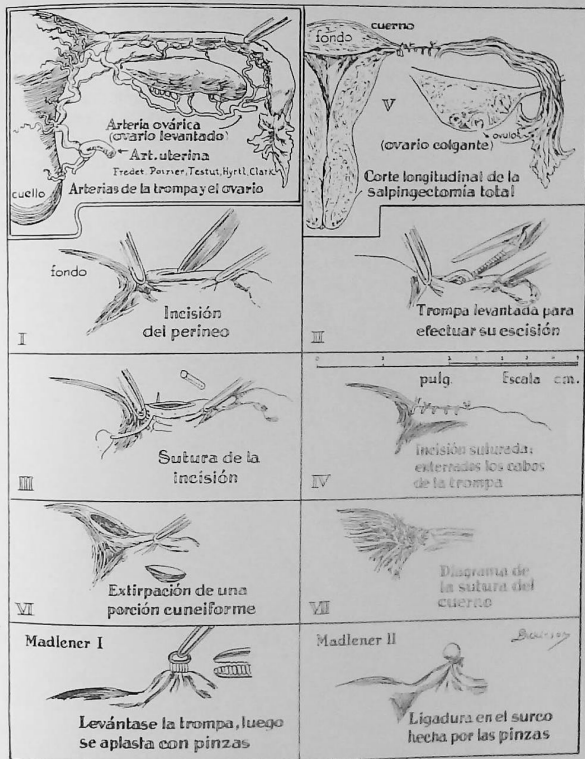 Arteria ovárica
(ovario levantado)
Art. uterina
Fredet. Poirier, Testut, Hyrtl, Clark.
cuello
Arterias de la trompa y el ovario
cuerno
fondo
V
ovulos
(ovario colgante)
Corte longitudinal de la
salpingectomía total
fondo
I
Incisión
del perineo
II
Trompa levantada para
efectuar su escisión
III
Sutura de la
incisión
pulg. Escala cm.
IV
Incisión suturada;
enterrados los cabos
de la trompa
VI
Extirpación de una
porción cuneiforme
VII
Diagrama de
la sutura del
cuerno
Madlener I
Levántase la trompa, luego
se aplasta con pinzas
Madlener II
Ligadura en el surco
hecha por las pinzas